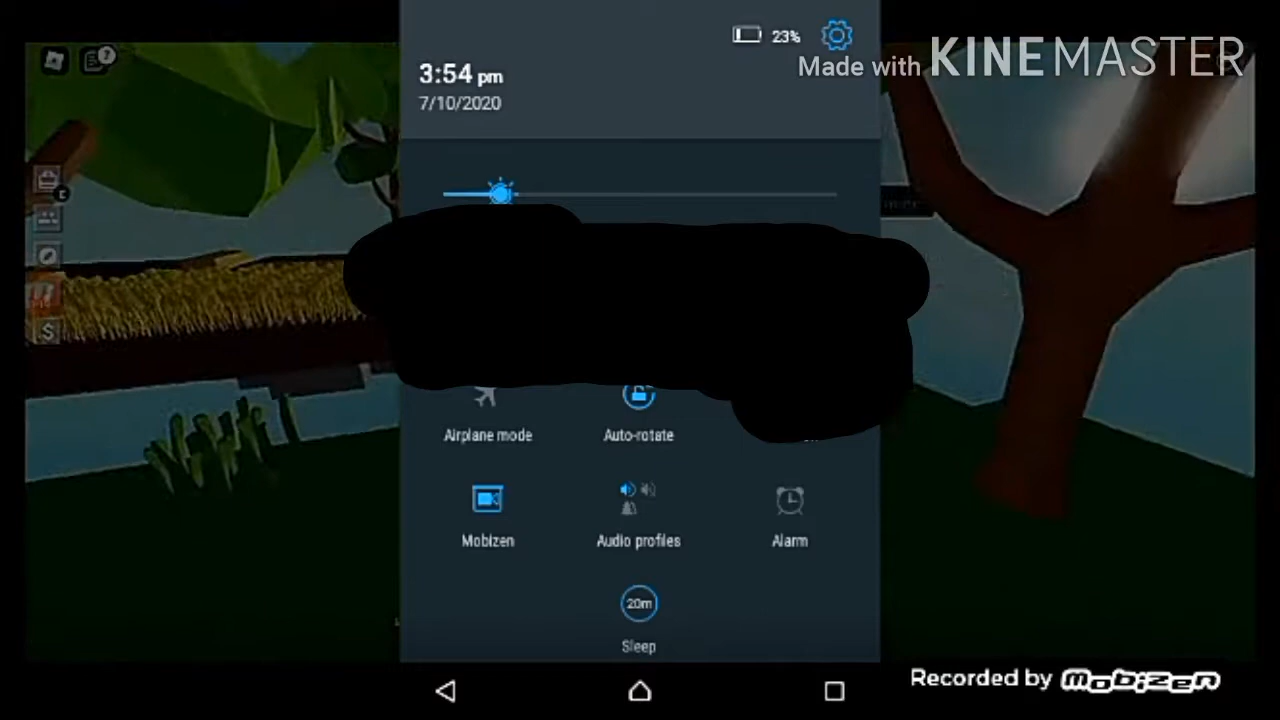 23%
Made with KINEMASTER
3:54 pm
7/10/2020
?
$
Airplane mode
Auto-rotate
Mobizen
Audio profiles
Alarm
20m
Sleep
Recorded by mobizen